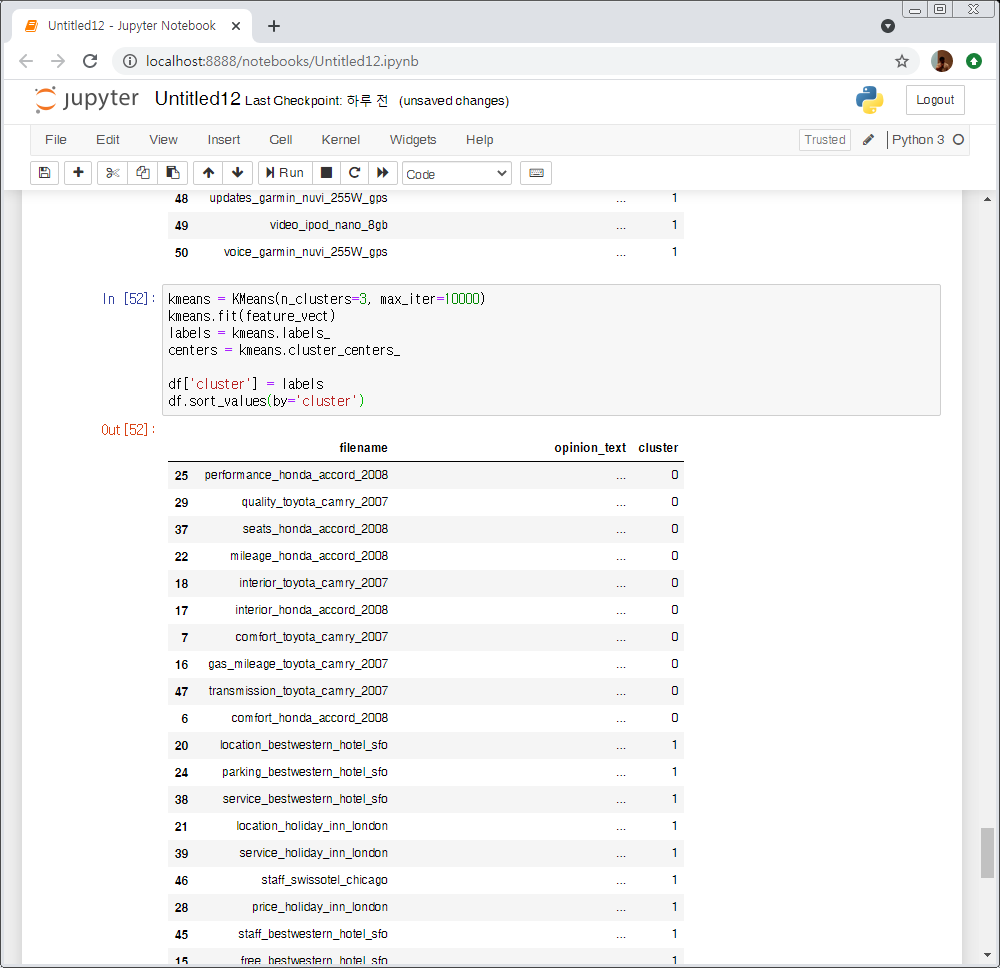 Untitled12 - Jupyter Notebook
localhost:8888/notebooks/Untitled12.ipynb
jupyter Untitled12 Last Checkpoint: 하루 전 (unsaved changes) Logout
File Edit View Insert Cell Kernel Widgets Help Trusted Python 3
Run Code
48 updates_garmin_nuvi_255W_gps ... 1
49 video_ipod_nano_8gb ... 1
50 voice_garmin_nuvi_255W_gps ... 1
In [52]: kmeans = KMeans(n_clusters=3, max_iter=10000)
kmeans.fit(feature_vect)
labels = kmeans.labels_
centers = kmeans.cluster_centers_
df['cluster'] = labels
df.sort_values(by='cluster')
Out[52]:
filename opinion_text cluster
25 performance_honda_accord_2008 ... 0
29 quality_toyota_camry_2007 ... 0
37 seats_honda_accord_2008 ... 0
22 mileage_honda_accord_2008 ... 0
18 interior_toyota_camry_2007 ... 0
17 interior_honda_accord_2008 ... 0
7 comfort_toyota_camry_2007 ... 0
16 gas_mileage_toyota_camry_2007 ... 0
47 transmission_toyota_camry_2007 ... 0
6 comfort_honda_accord_2008 ... 0
20 location_bestwestern_hotel_sfo ... 1
24 parking_bestwestern_hotel_sfo ... 1
38 service_bestwestern_hotel_sfo ... 1
21 location_holiday_inn_london ... 1
39 service_holiday_inn_london ... 1
46 staff_swissotel_chicago ... 1
28 price_holiday_inn_london ... 1
45 staff_bestwestern_hotel_sfo ... 1
15 free_bestwestern_hotel_sfo ... 1